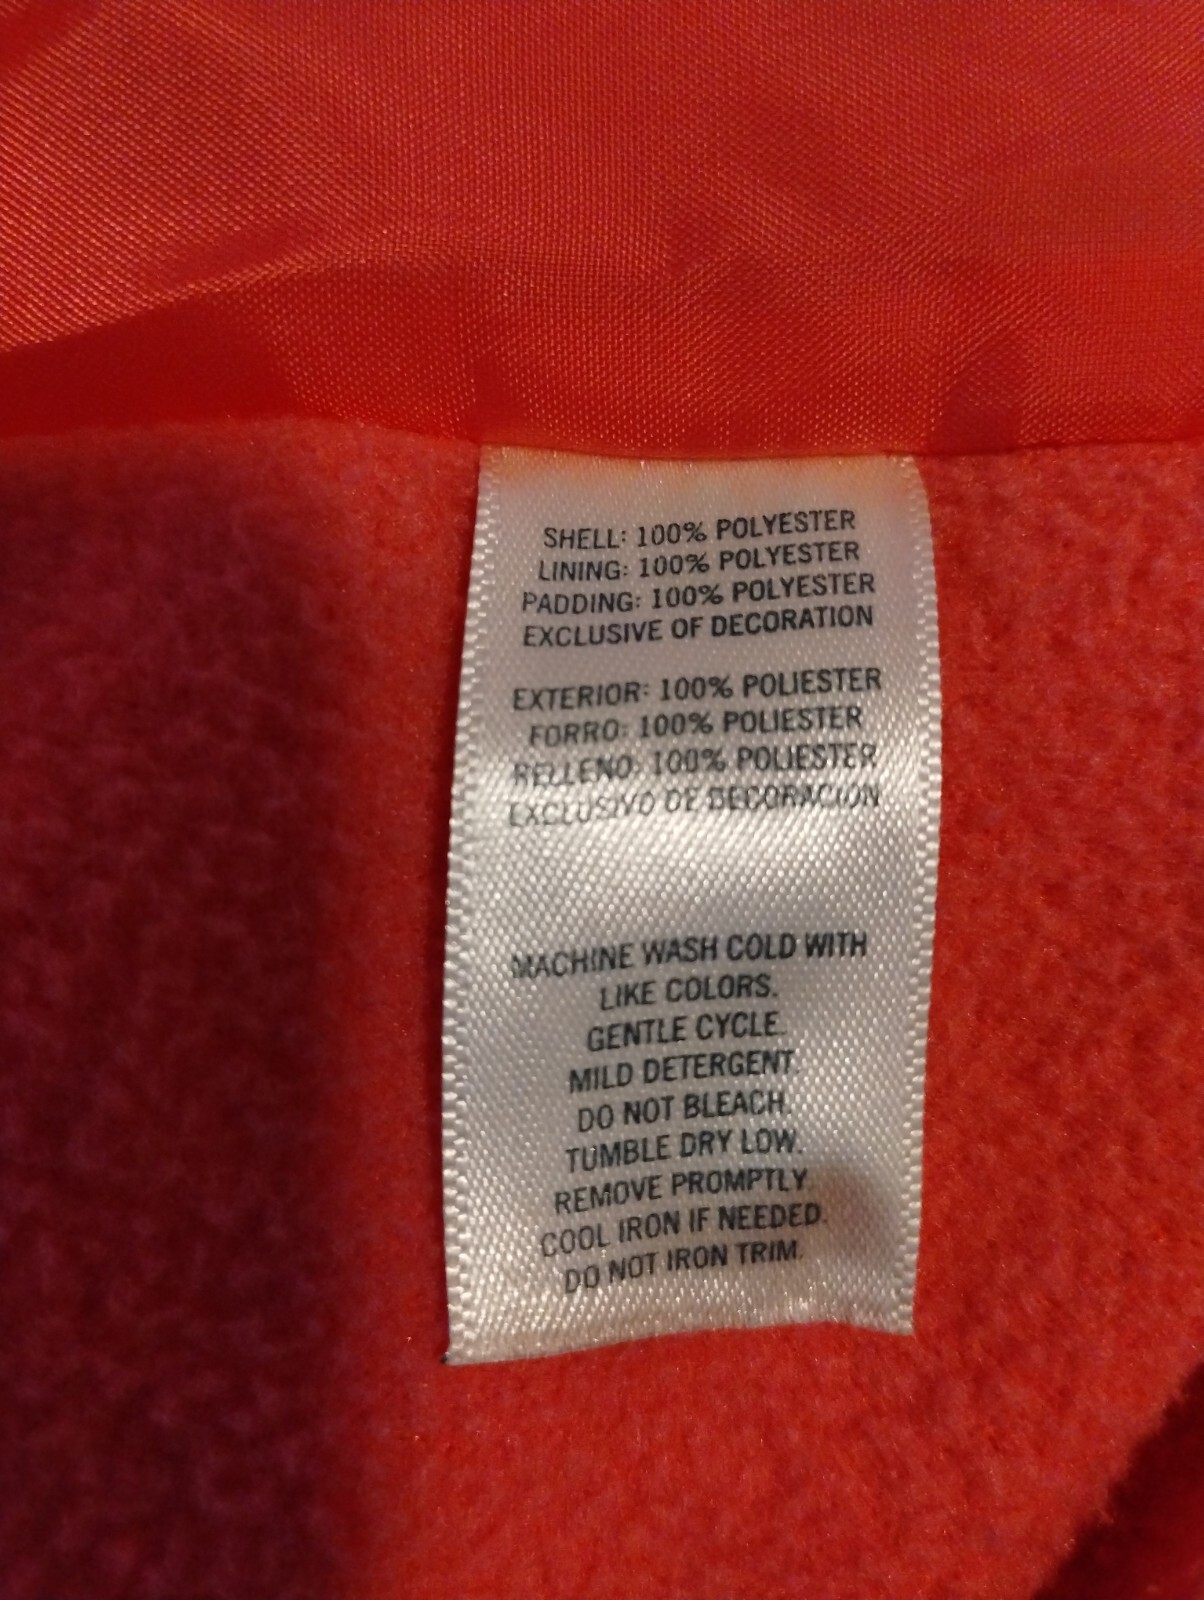 SHELL: 100% POLYESTER
LINING: 100% POLYESTER
PADDING: 100% POLYESTER
EXCLUSIVE OF DECORATION
EXTERIOR: 100% POLIESTER
FORRO: 100% POLIESTER
RELLENO: 100% POLIESTER
EXCLUSIVO DE DECORACION
MACHINE WASH COLD WITH
LIKE COLORS.
GENTLE CYCLE.
MILD DETERGENT.
DO NOT BLEACH.
TUMBLE DRY LOW.
REMOVE PROMPTLY.
COOL IRON IF NEEDED.
DO NOT IRON TRIM.